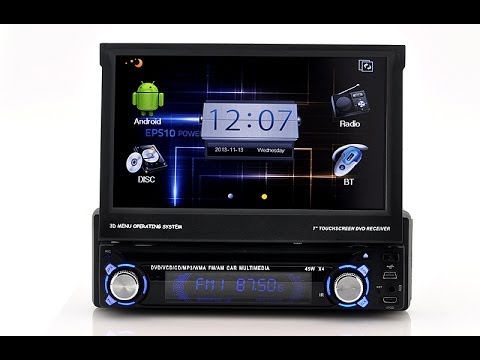 Android
12:07
Radio
EPS10 POWE
2013-11-13 Wednesday
DISC
BT
3D MENU OPERATING SYSTEM
7" TOUCHSCREEN DVD RECEIVER
DVD/VCD/CD/MP3/WMA FM/AM CAR MULTIMEDIA
45W X4
FM1 87.50
IR